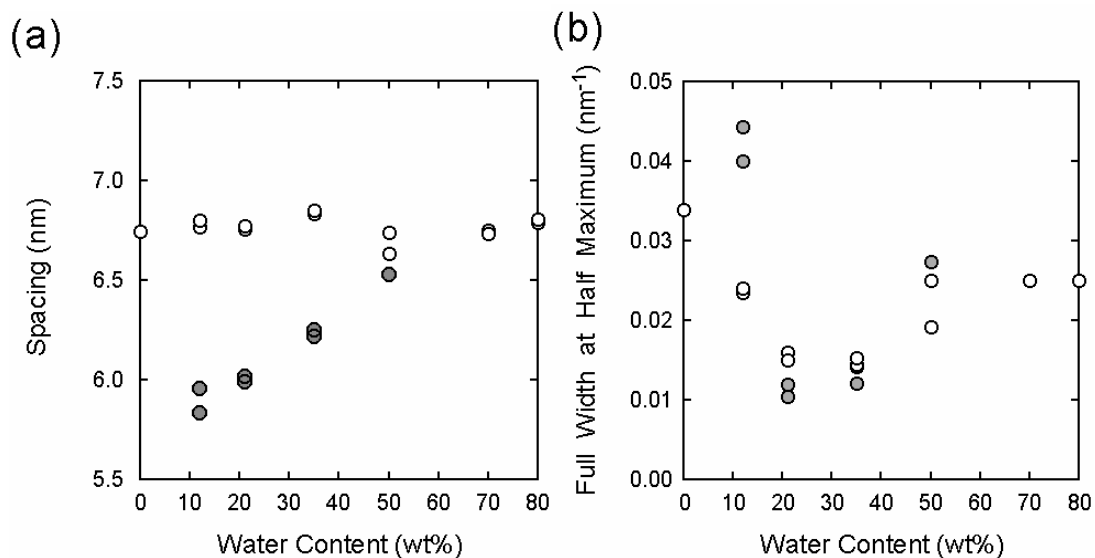 (a)
7.5
7.0
6.5
6.0
5.5
Spacing (nm)
0 10 20 30 40 50 60 70 80
Water Content (wt%)
(b)
0.05
0.04
0.03
0.02
0.01
0.00
Full Width at Half Maximum (nm⁻¹)
0 10 20 30 40 50 60 70 80
Water Content (wt%)